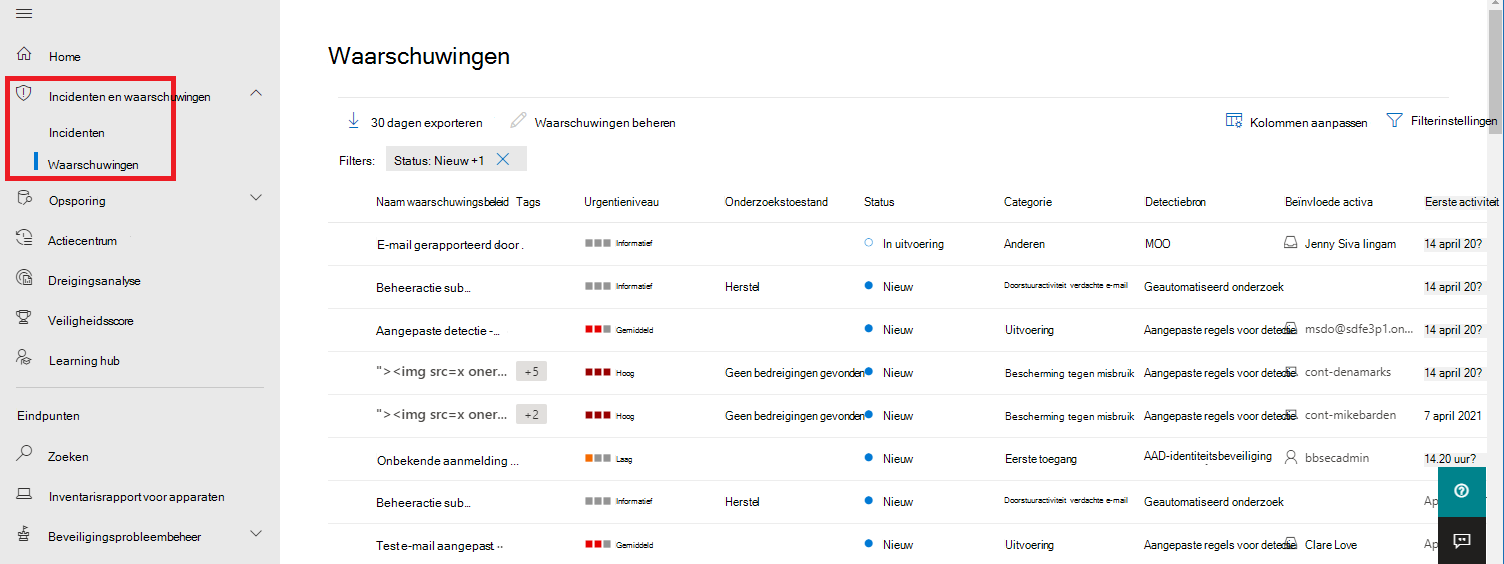 Home
Incidenten en waarschuwingen
Incidenten
Waarschuwingen
Opsporing
Actiecentrum
Dreigingsanalyse
Veiligheidsscore
Learning hub
Eindpunten
Zoeken
Inventarisrapport voor apparaten
Beveiligingsprobleembeheer
Waarschuwingen
30 dagen exporteren Waarschuwingen beheren Kolommen aanpassen Filterinstellingen
Filters: Status: Nieuw +1
Naam waarschuwingsbeleid Tags Urgentieniveau Onderzoekstoestand Status Categorie Detectiebron Beïnvloede activa Eerste activiteit
E-mail gerapporteerd door . Informatief In uitvoering Anderen MOO Jenny Siva lingam 14 april 20?
Beheeractie sub... Informatief Herstel Nieuw Doorstuuractiviteit verdachte e-mail Geautomatiseerd onderzoek 14 april 20?
Aangepaste detectie -... Gemiddeld Nieuw Uitvoering Aangepaste regels voor detectie. msdo@sdfe3p1.on... 14 april 20?
"><img src=x oner... +5 Hoog Geen bedreigingen gevonden Nieuw Bescherming tegen misbruik Aangepaste regels voor detectie. cont-denamarks 14 april 20?
"><img src=x oner... +2 Hoog Geen bedreigingen gevonden Nieuw Bescherming tegen misbruik Aangepaste regels voor detectie. cont-mikebarden 7 april 2021
Onbekende aanmelding ... Laag Nieuw Eerste toegang AAD-identiteitsbeveiliging bbsecadmin 14.20 uur?
Beheeractie sub... Informatief Herstel Nieuw Doorstuuractiviteit verdachte e-mail Geautomatiseerd onderzoek
Test e-mail aangepast .. Gemiddeld Nieuw Uitvoering Aangepaste regels voor detectie. Clare Love